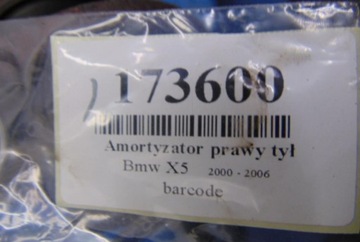 173600
Amortyzator prawy tył
Bmw X5 2000 - 2006
barcode